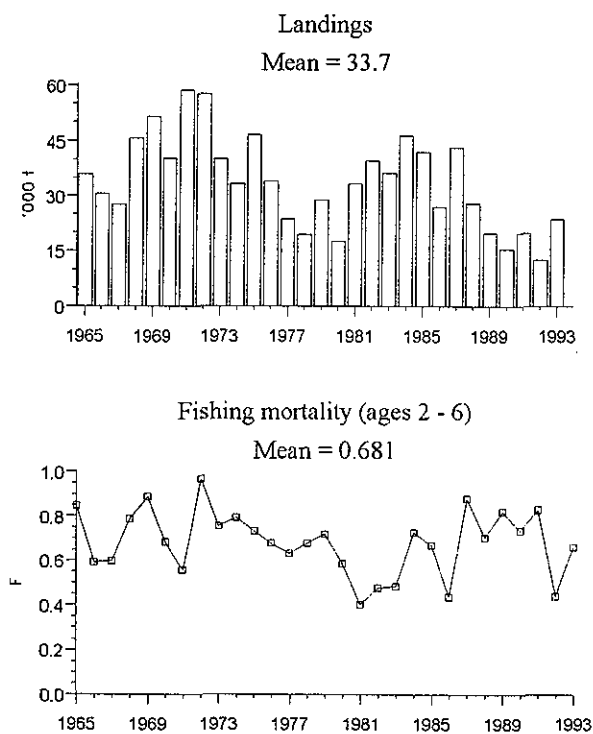 Landings
Mean = 33.7
60
45
30
15
0
'000 t
1965 1969 1973 1977 1981 1985 1989 1993
Fishing mortality (ages 2 - 6)
Mean = 0.681
1.0
0.8
0.6
0.4
0.2
0.0
F
1965 1969 1973 1977 1981 1985 1989 1993